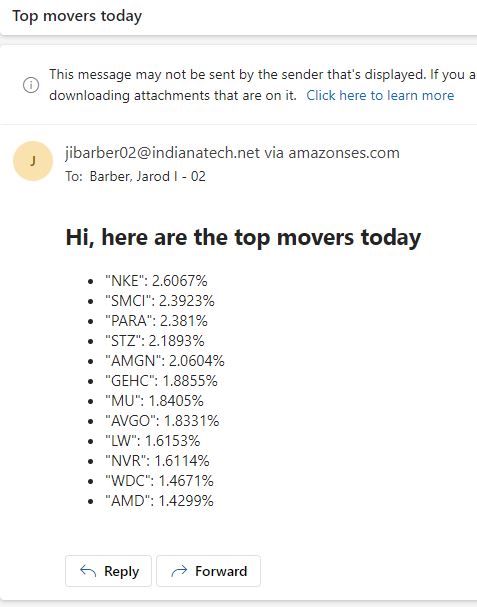 Top movers today
This message may not be sent by the sender that's displayed. If you a
downloading attachments that are on it. Click here to learn more
J
jibarber02@indianatech.net via amazonses.com
To: Barber, Jarod I - 02
Hi, here are the top movers today
• "NKE": 2.6067%
• "SMCI": 2.3923%
• "PARA": 2.381%
• "STZ": 2.1893%
• "AMGN": 2.0604%
• "GEHC": 1.8855%
• "MU": 1.8405%
• "AVGO": 1.8331%
• "LW": 1.6153%
• "NVR": 1.6114%
• "WDC": 1.4671%
• "AMD": 1.4299%
Reply Forward